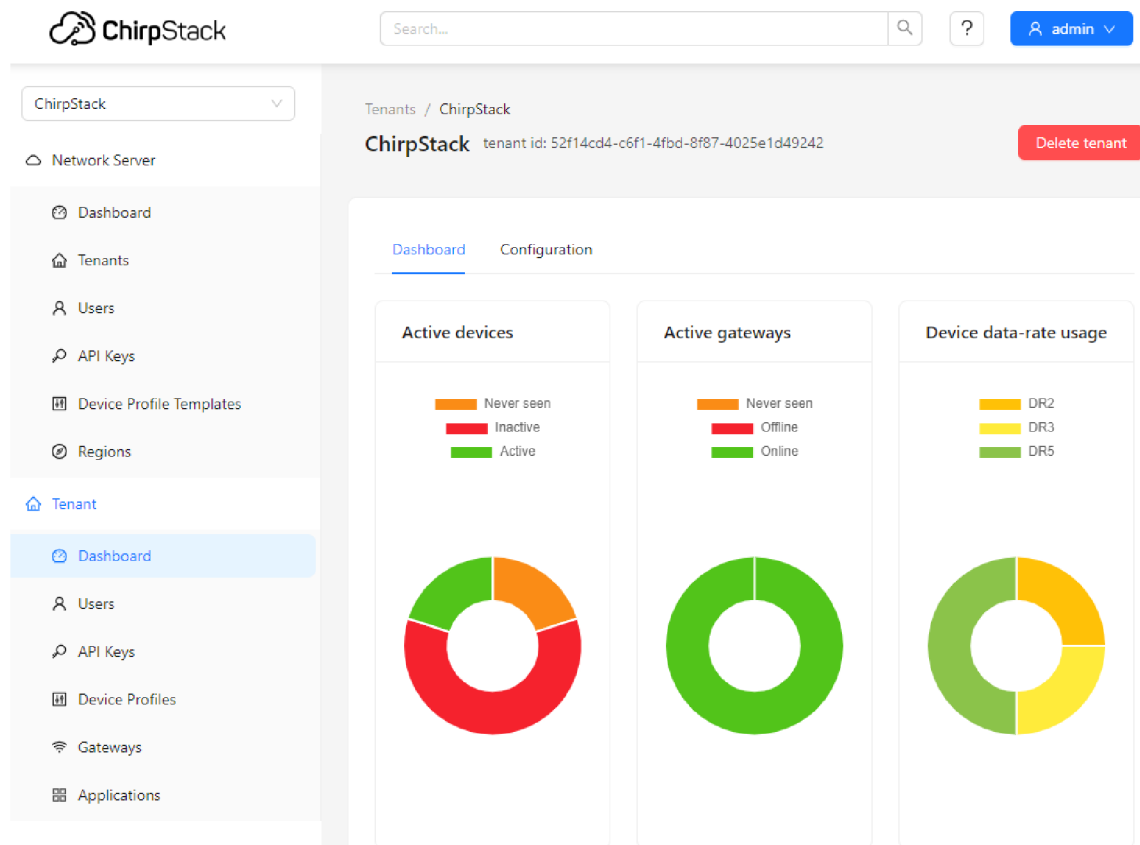 ChirpStack
Search...
?
admin
ChirpStack
Network Server
Dashboard
Tenants
Users
API Keys
Device Profile Templates
Regions
Tenant
Dashboard
Users
API Keys
Device Profiles
Gateways
Applications
Tenants / ChirpStack
ChirpStack tenant id: 52f14cd4-c6f1-4fbd-8f87-4025e1d49242
Delete tenant
Dashboard Configuration
Active devices
Never seen
Inactive
Active
Active gateways
Never seen
Offline
Online
Device data-rate usage
DR2
DR3
DR5